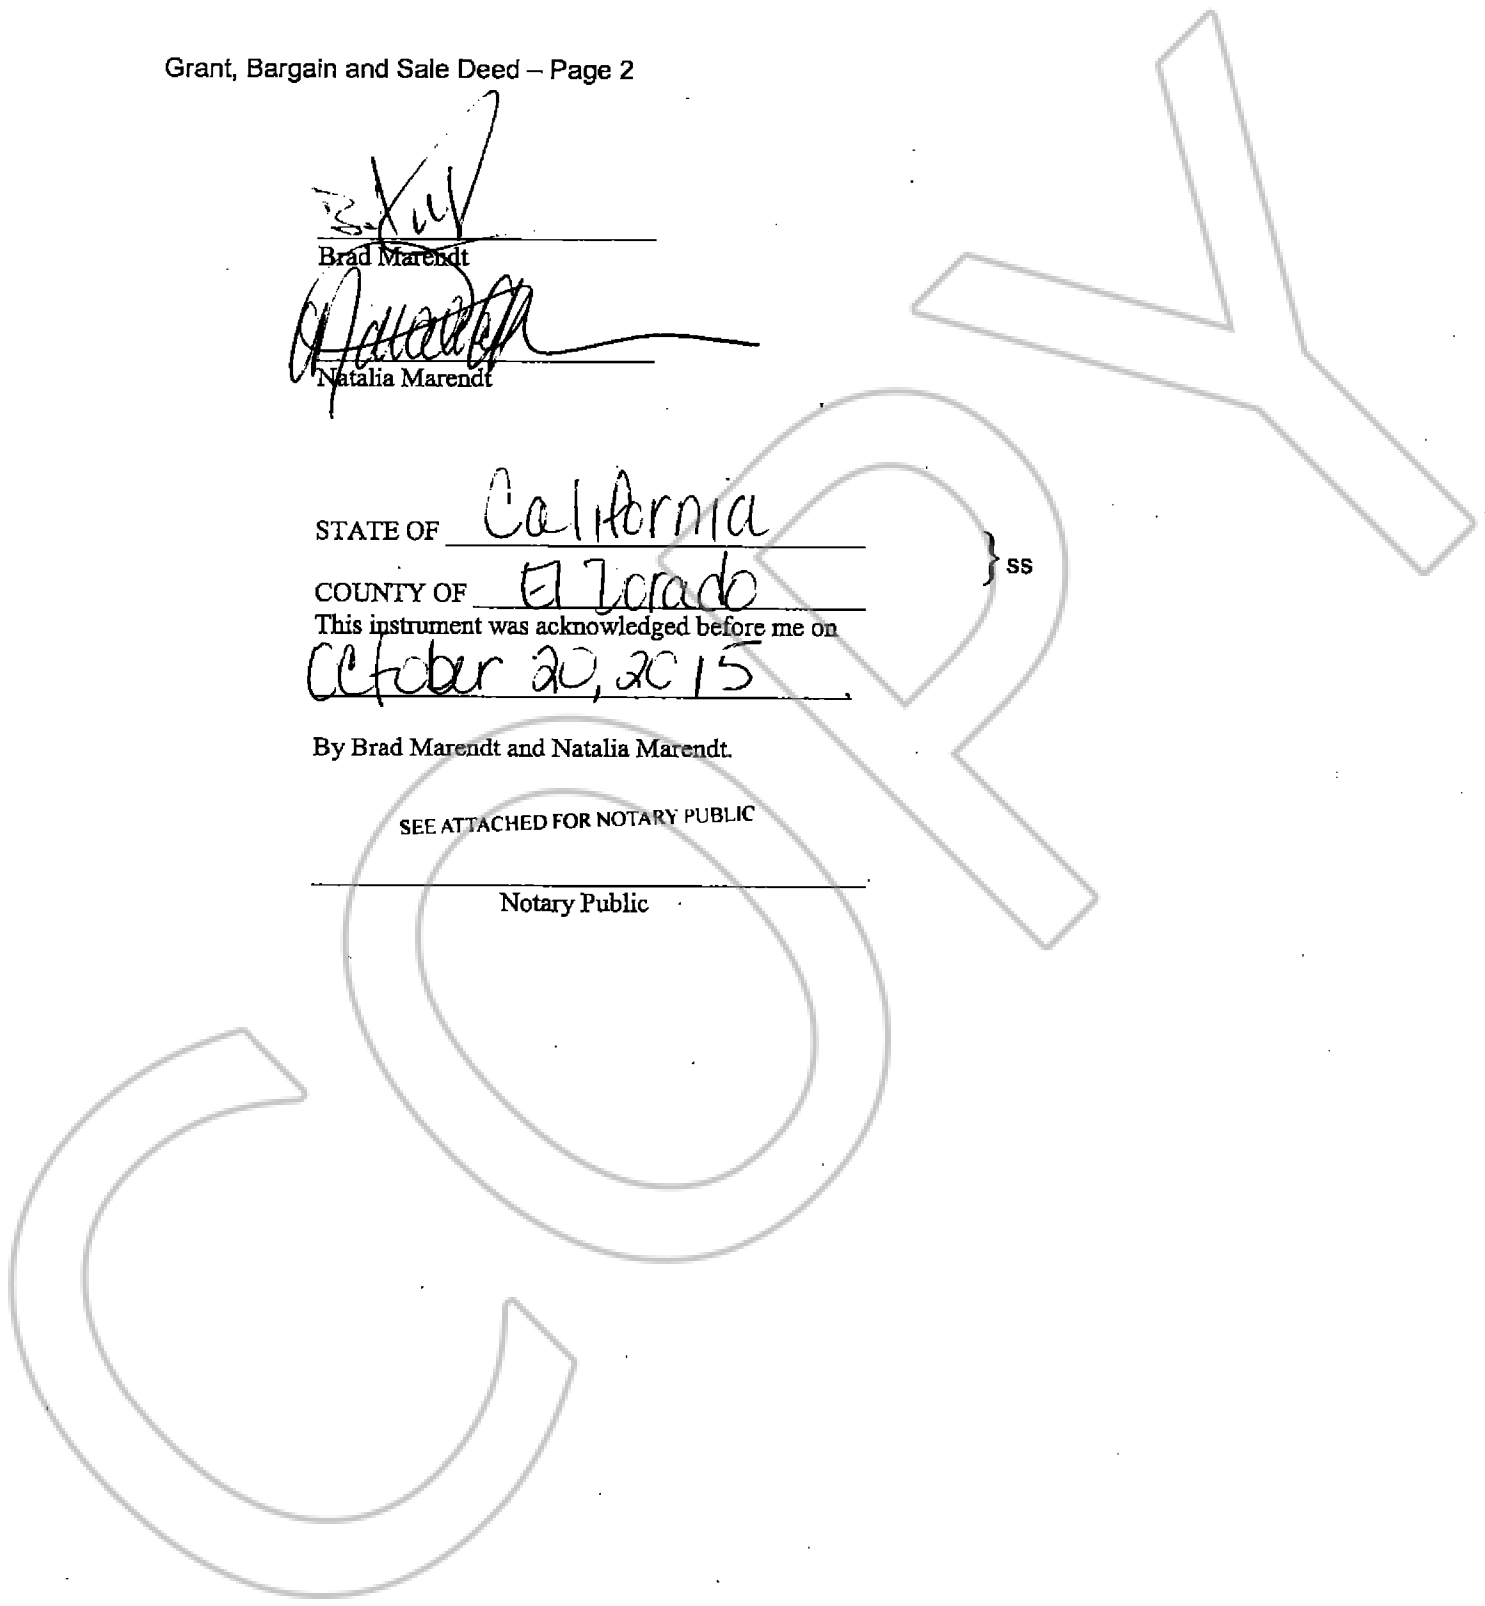 Grant, Bargain and Sale Deed – Page 2
Brad Marendt
Natalia Marendt
STATE OF California
} ss
COUNTY OF El Dorado
This instrument was acknowledged before me on
October 20, 2015,
By Brad Marendt and Natalia Marendt.
SEE ATTACHED FOR NOTARY PUBLIC
Notary Public
COPY